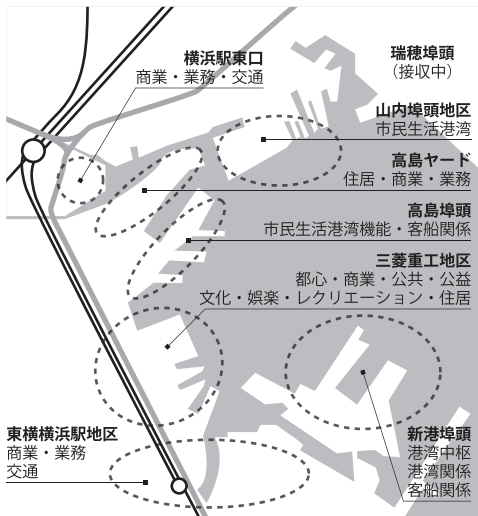 横浜駅東口
商業・業務・交通
瑞穂埠頭
（接収中）
山内埠頭地区
市民生活港湾
高島ヤード
住居・商業・業務
高島埠頭
市民生活港湾機能・客船関係
三菱重工地区
都心・商業・公共・公益
文化・娯楽・レクリエーション・住居
東横横浜駅地区
商業・業務
交通
新港埠頭
港湾中枢
港湾関係
客船関係